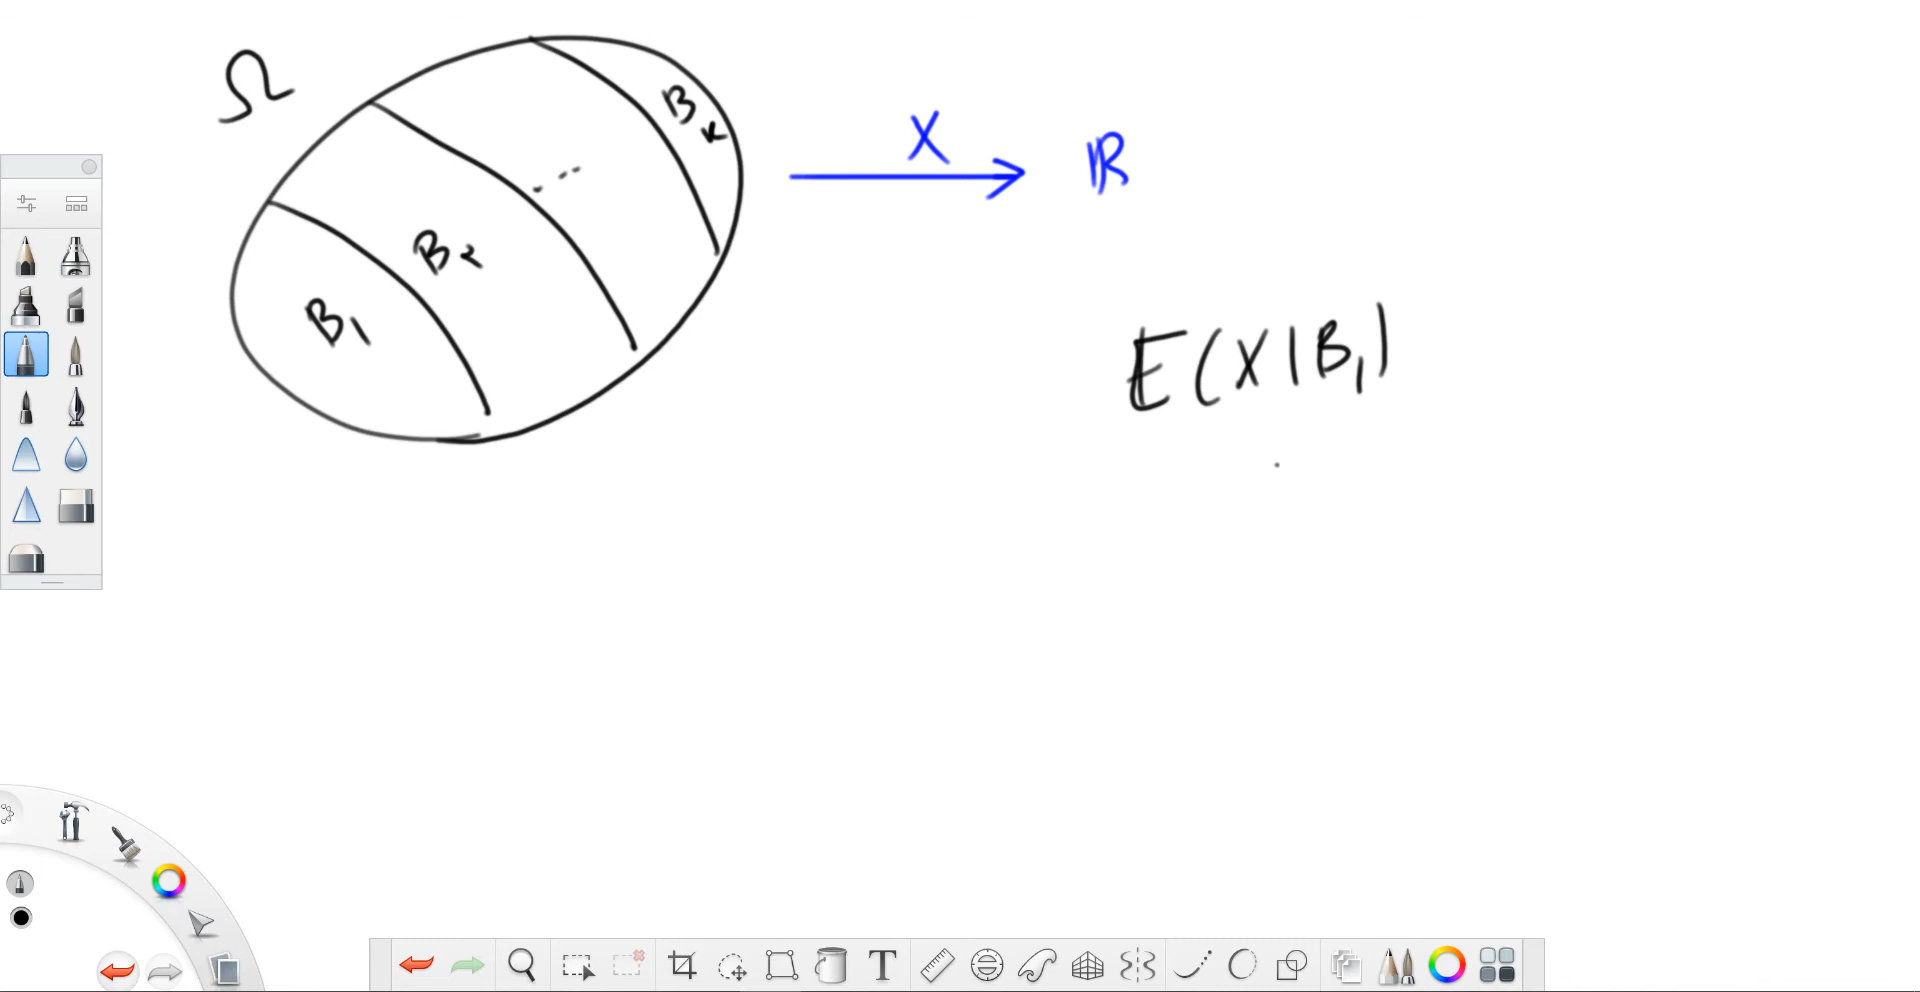 Ω
B₁
B₂
...
Bₖ
X
ℝ
E(X|B₁)